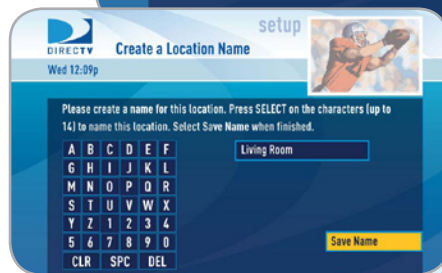 setup
DIRECTV
Create a Location Name
Wed 12:09p
Please create a name for this location. Press SELECT on the characters (up to
14) to name this location. Select Save Name when finished.
A B C D E F
Living Room
G H I J K L
M N O P Q R
S T U V W X
Y Z 1 2 3 4
5 6 7 8 9 0
Save Name
CLR SPC DEL